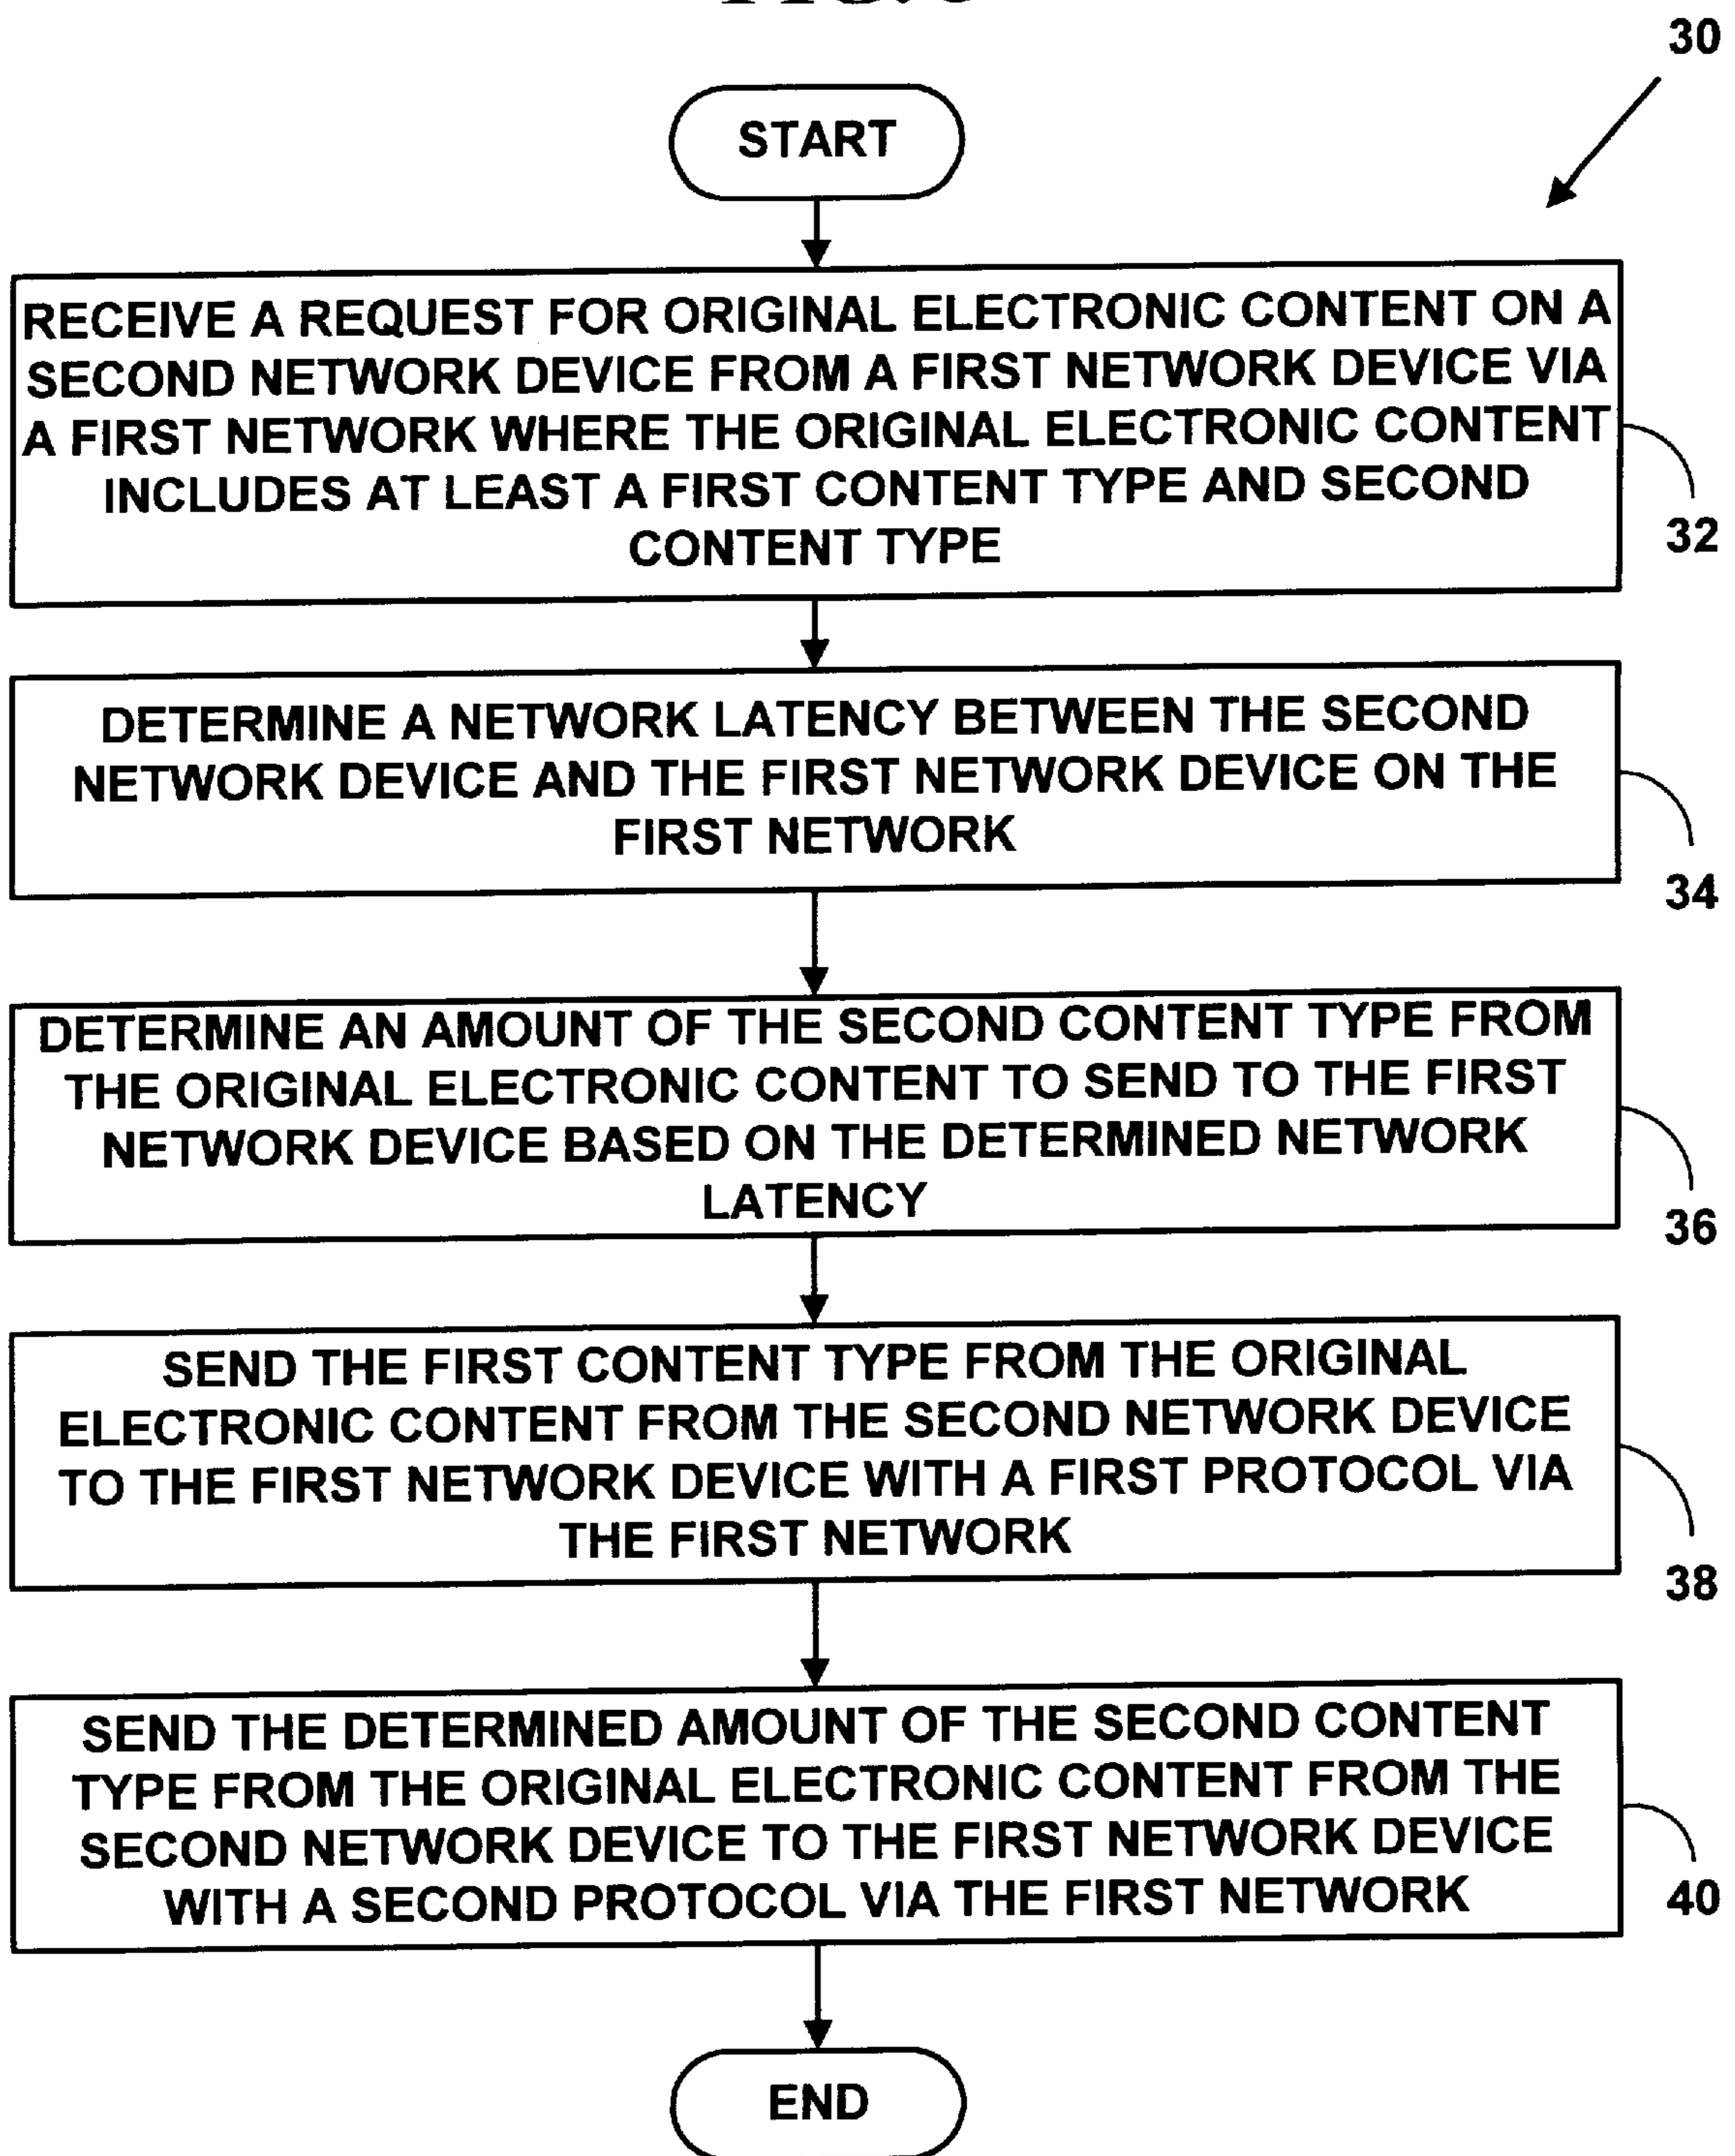 30
START
RECEIVE A REQUEST FOR ORIGINAL ELECTRONIC CONTENT ON A
SECOND NETWORK DEVICE FROM A FIRST NETWORK DEVICE VIA
A FIRST NETWORK WHERE THE ORIGINAL ELECTRONIC CONTENT
INCLUDES AT LEAST A FIRST CONTENT TYPE AND SECOND
CONTENT TYPE
32
DETERMINE A NETWORK LATENCY BETWEEN THE SECOND
NETWORK DEVICE AND THE FIRST NETWORK DEVICE ON THE
FIRST NETWORK
34
DETERMINE AN AMOUNT OF THE SECOND CONTENT TYPE FROM
THE ORIGINAL ELECTRONIC CONTENT TO SEND TO THE FIRST
NETWORK DEVICE BASED ON THE DETERMINED NETWORK
LATENCY
36
SEND THE FIRST CONTENT TYPE FROM THE ORIGINAL
ELECTRONIC CONTENT FROM THE SECOND NETWORK DEVICE
TO THE FIRST NETWORK DEVICE WITH A FIRST PROTOCOL VIA
THE FIRST NETWORK
38
SEND THE DETERMINED AMOUNT OF THE SECOND CONTENT
TYPE FROM THE ORIGINAL ELECTRONIC CONTENT FROM THE
SECOND NETWORK DEVICE TO THE FIRST NETWORK DEVICE
WITH A SECOND PROTOCOL VIA THE FIRST NETWORK
40
END